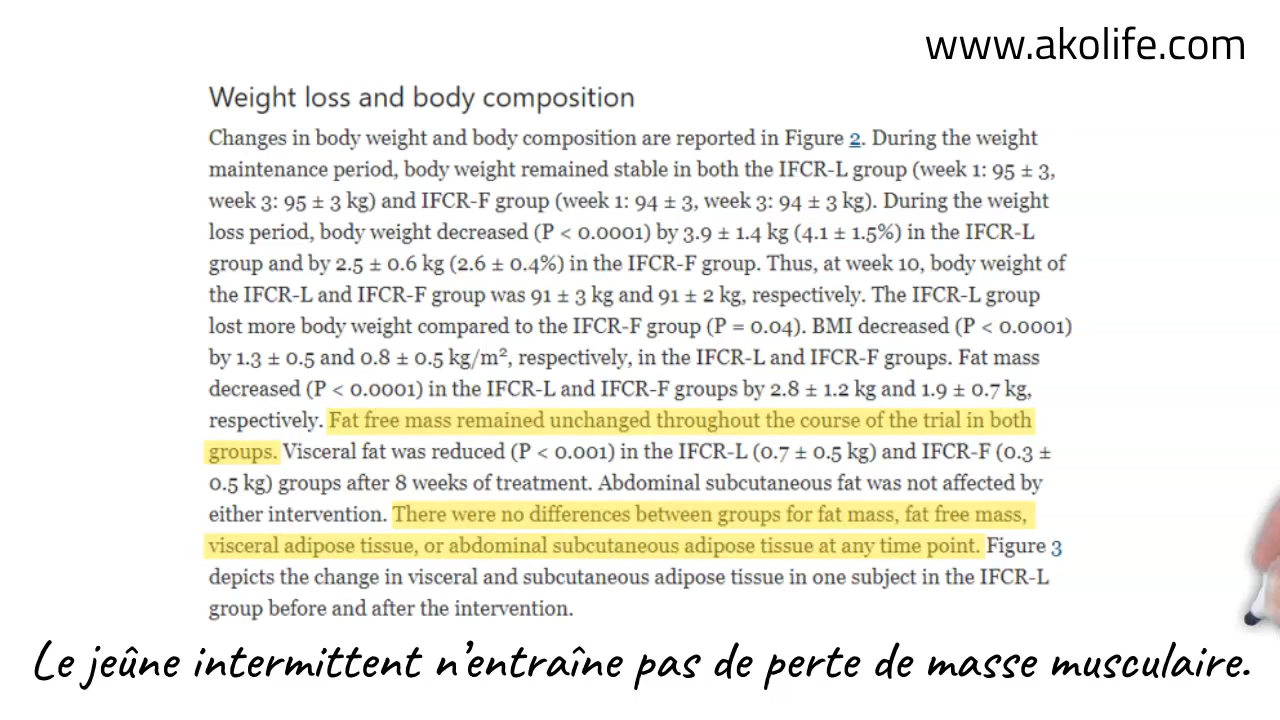 www.akolife.com
Weight loss and body composition
Changes in body weight and body composition are reported in Figure 2. During the weight
maintenance period, body weight remained stable in both the IFCR-L group (week 1: 95 ± 3,
week 3: 95 ± 3 kg) and IFCR-F group (week 1: 94 ± 3, week 3: 94 ± 3 kg). During the weight
loss period, body weight decreased (P < 0.0001) by 3.9 ± 1.4 kg (4.1 ± 1.5%) in the IFCR-L
group and by 2.5 ± 0.6 kg (2.6 ± 0.4%) in the IFCR-F group. Thus, at week 10, body weight of
the IFCR-L and IFCR-F group was 91 ± 3 kg and 91 ± 2 kg, respectively. The IFCR-L group
lost more body weight compared to the IFCR-F group (P = 0.04). BMI decreased (P < 0.0001)
by 1.3 ± 0.5 and 0.8 ± 0.5 kg/m², respectively, in the IFCR-L and IFCR-F groups. Fat mass
decreased (P < 0.0001) in the IFCR-L and IFCR-F groups by 2.8 ± 1.2 kg and 1.9 ± 0.7 kg,
respectively. Fat free mass remained unchanged throughout the course of the trial in both
groups. Visceral fat was reduced (P < 0.001) in the IFCR-L (0.7 ± 0.5 kg) and IFCR-F (0.3 ±
0.5 kg) groups after 8 weeks of treatment. Abdominal subcutaneous fat was not affected by
either intervention. There were no differences between groups for fat mass, fat free mass,
visceral adipose tissue, or abdominal subcutaneous adipose tissue at any time point. Figure 3
depicts the change in visceral and subcutaneous adipose tissue in one subject in the IFCR-L
group before and after the intervention.
Le jeûne intermittent n'entraîne pas de perte de masse musculaire.